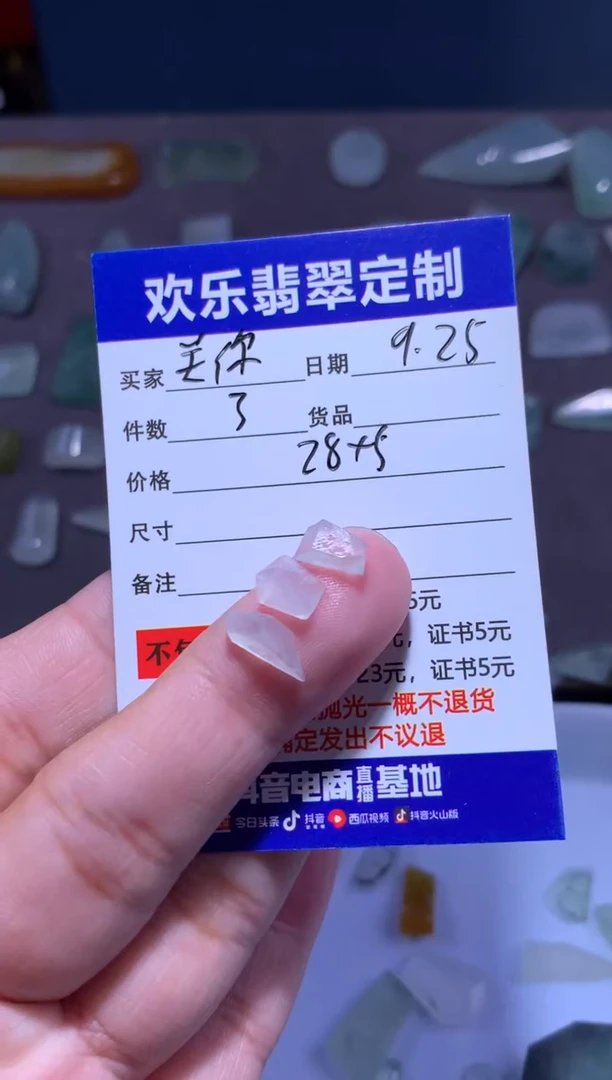 欢乐翡翠定制
买家 日期 9.25
件数 3 货品
价格 28+5
尺寸
备注
5元
证书5元
不 23元，证书5元
抛光一概不退货
定发出不议退
抖音电商直播基地
今日头条 抖音 西瓜视频 抖音火山版